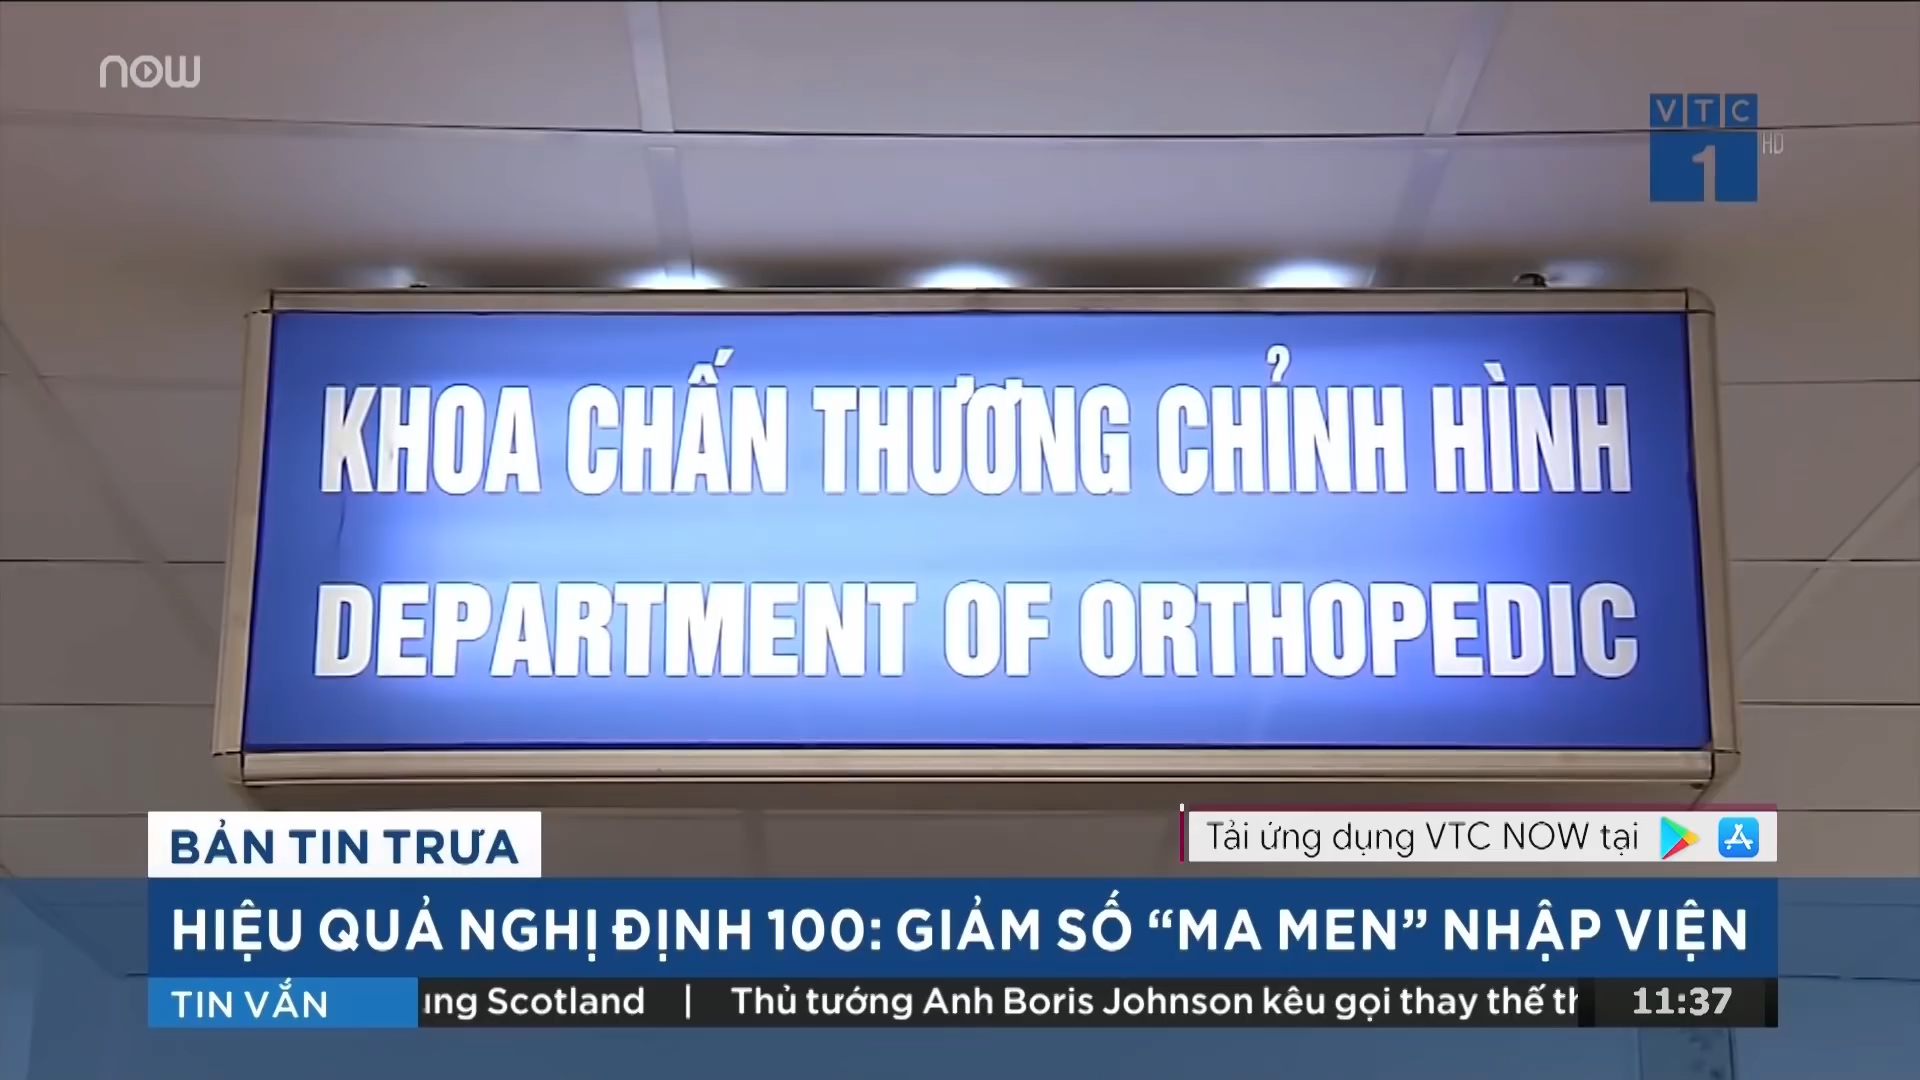 now
VTC
1
HD
KHOA CHẤN THƯƠNG CHỈNH HÌNH
DEPARTMENT OF ORTHOPEDIC
BẢN TIN TRƯA
Tải ứng dụng VTC NOW tại
HIỆU QUẢ NGHỊ ĐỊNH 100: GIẢM SỐ “MA MEN” NHẬP VIỆN
TIN VẮN
Scotland | Thủ tướng Anh Boris Johnson kêu gọi thay thế
11:37